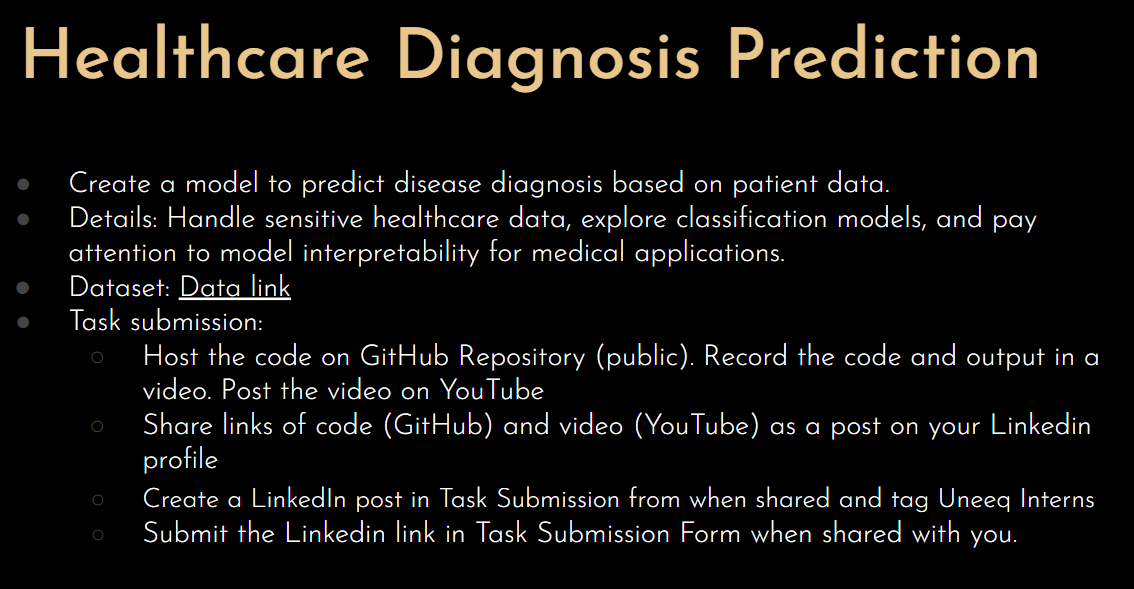 Healthcare Diagnosis Prediction
● Create a model to predict disease diagnosis based on patient data.
● Details: Handle sensitive healthcare data, explore classification models, and pay
attention to model interpretability for medical applications.
● Dataset: Data link
● Task submission:
○ Host the code on GitHub Repository (public). Record the code and output in a
video. Post the video on YouTube
○ Share links of code (GitHub) and video (YouTube) as a post on your Linkedin
profile
○ Create a LinkedIn post in Task Submission from when shared and tag Uneeq Interns
○ Submit the Linkedin link in Task Submission Form when shared with you.